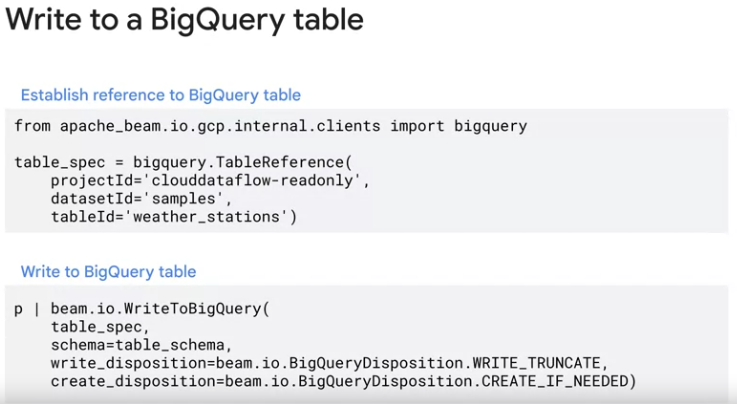 Write to a BigQuery table
Establish reference to BigQuery table
from apache_beam.io.gcp.internal.clients import bigquery
table_spec = bigquery.TableReference(
projectId='clouddataflow-readonly',
datasetId='samples',
tableId='weather_stations')
Write to BigQuery table
p | beam.io.WriteToBigQuery(
table_spec,
schema=table_schema,
write_disposition=beam.io.BigQueryDisposition.WRITE_TRUNCATE,
create_disposition=beam.io.BigQueryDisposition.CREATE_IF_NEEDED)